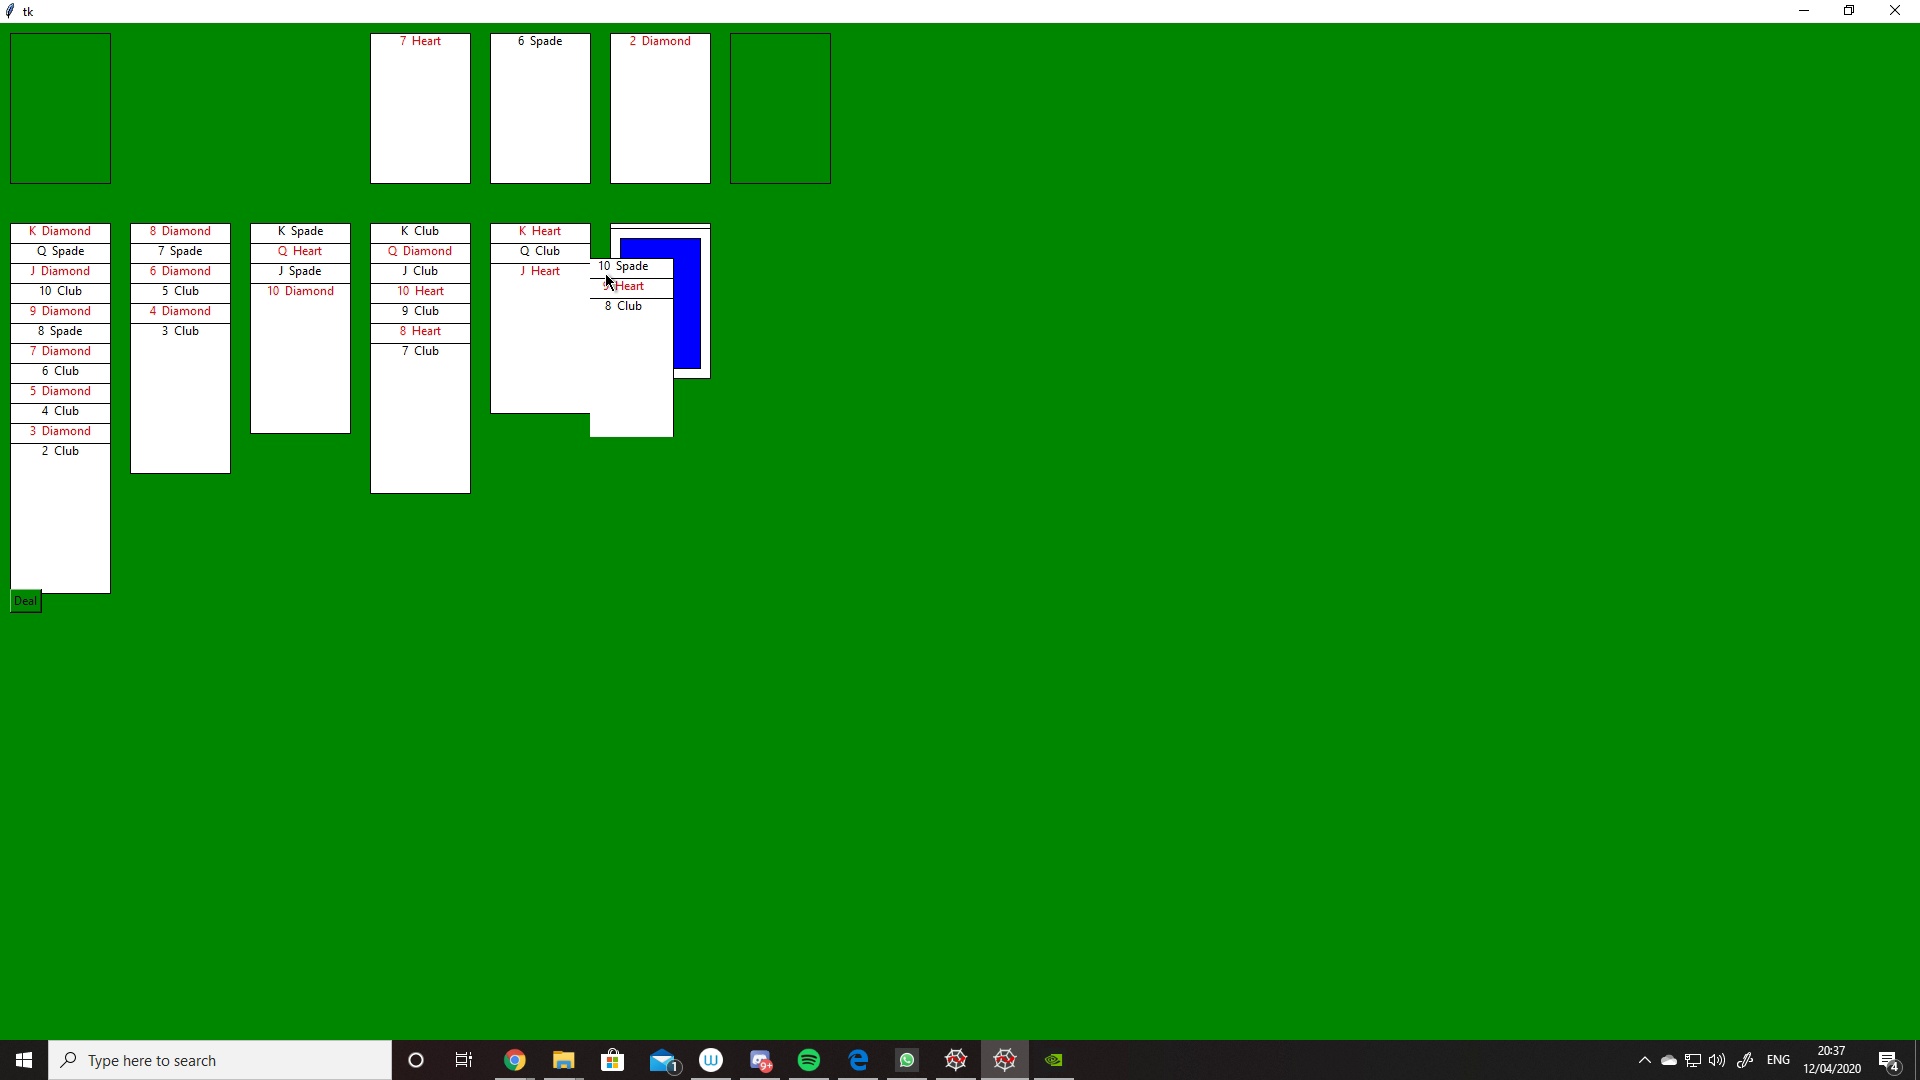 tk
7 Heart
6 Spade
2 Diamond
K Diamond
Q Spade
J Diamond
10 Club
9 Diamond
8 Spade
7 Diamond
6 Club
5 Diamond
4 Club
3 Diamond
2 Club
8 Diamond
7 Spade
6 Diamond
5 Club
4 Diamond
3 Club
K Spade
Q Heart
J Spade
10 Diamond
K Club
Q Diamond
J Club
10 Heart
9 Club
8 Heart
7 Club
K Heart
Q Club
J Heart
10 Spade
9 Heart
8 Club
Deal
Type here to search
1
W
9+
ENG
20:37
12/04/2020
4